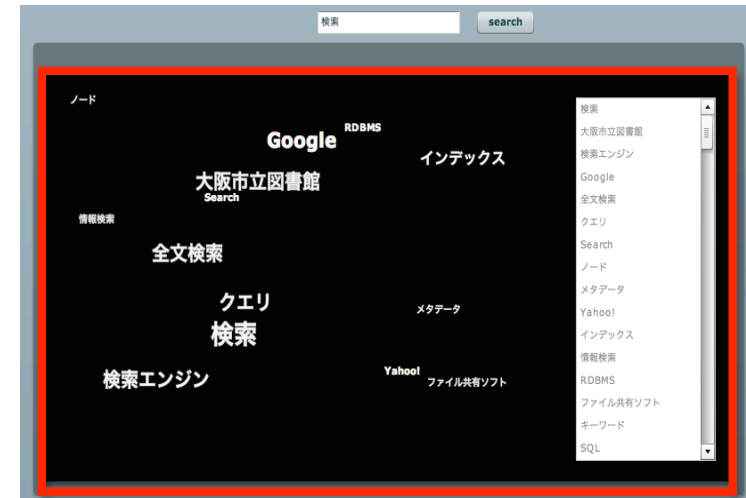 検索
search
ノード
RDBMS
Google
インデックス
大阪市立図書館
Search
情報検索
全文検索
クエリ
メタデータ
検索
Yahoo!
検索エンジン
ファイル共有ソフト
検索
大阪市立図書館
検索エンジン
Google
全文検索
クエリ
Search
ノード
メタデータ
Yahoo!
インデックス
情報検索
RDBMS
ファイル共有ソフト
キーワード
SQL